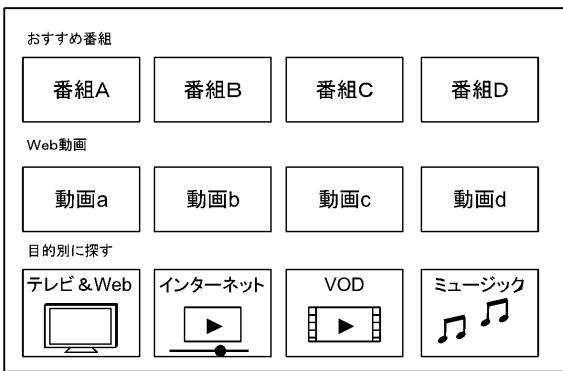 おすすめ番組
番組A 番組B 番組C 番組D
Web動画
動画a 動画b 動画c 動画d
目的別に探す
テレビ&Web インターネット VOD ミュージック